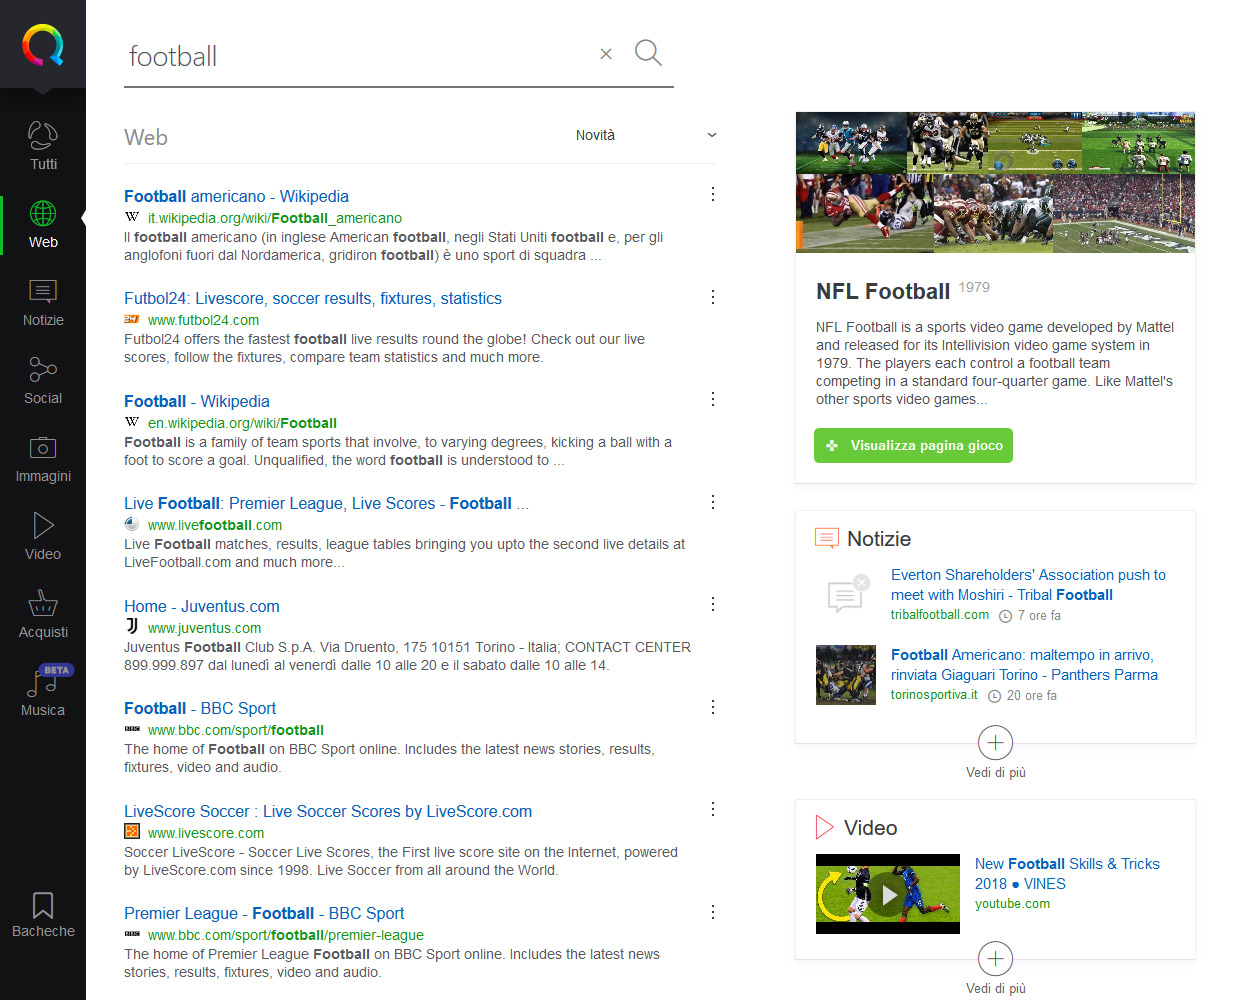 football
Tutti
Web
Notizie
Social
Immagini
Video
Acquisti
BETA
Musica
Bacheche
Web
Novità
Football americano - Wikipedia
W it.wikipedia.org/wiki/Football_americano
Il football americano (in inglese American football, negli Stati Uniti football e, per gli
anglofoni fuori dal Nordamerica, gridiron football) è uno sport di squadra ...
Futbol24: Livescore, soccer results, fixtures, statistics
www.futbol24.com
Futbol24 offers the fastest football live results round the globe! Check out our live
scores, follow the fixtures, compare team statistics and much more.
Football - Wikipedia
W en.wikipedia.org/wiki/Football
Football is a family of team sports that involve, to varying degrees, kicking a ball with a
foot to score a goal. Unqualified, the word football is understood to ...
Live Football: Premier League, Live Scores - Football ...
www.livefootball.com
Live Football matches, results, league tables bringing you upto the second live details at
LiveFootball.com and much more...
Home - Juventus.com
www.juventus.com
Juventus Football Club S.p.A. Via Druento, 175 10151 Torino - Italia; CONTACT CENTER
899.999.897 dal lunedì al venerdì dalle 10 alle 20 e il sabato dalle 10 alle 14.
Football - BBC Sport
BBC www.bbc.com/sport/football
The home of Football on BBC Sport online. Includes the latest news stories, results,
fixtures, video and audio.
LiveScore Soccer : Live Soccer Scores by LiveScore.com
www.livescore.com
Soccer LiveScore - Soccer Live Scores, the First live score site on the Internet, powered
by LiveScore.com since 1998. Live Soccer from all around the World.
Premier League - Football - BBC Sport
BBC www.bbc.com/sport/football/premier-league
The home of Premier League Football on BBC Sport online. Includes the latest news
stories, results, fixtures, video and audio.
NFL Football 1979
NFL Football is a sports video game developed by Mattel
and released for its Intellivision video game system in
1979. The players each control a football team
competing in a standard four-quarter game. Like Mattel's
other sports video games...
Visualizza pagina gioco
Notizie
Everton Shareholders' Association push to
meet with Moshiri - Tribal Football
tribalfootball.com 7 ore fa
Football Americano: maltempo in arrivo,
rinviata Giaguari Torino - Panthers Parma
torinosportiva.it 20 ore fa
Vedi di più
Video
New Football Skills & Tricks
2018 ● VINES
youtube.com
Vedi di più